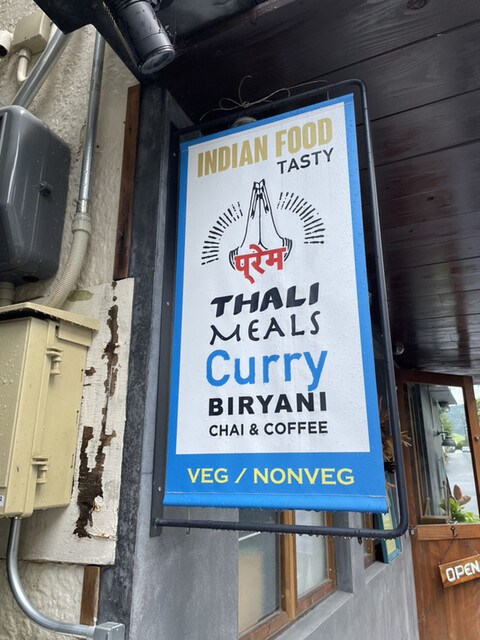 INDIAN FOOD
TASTY
प्रेम
THALI
MEALS
Curry
BIRYANI
CHAI & COFFEE
VEG / NONVEG
OPEN